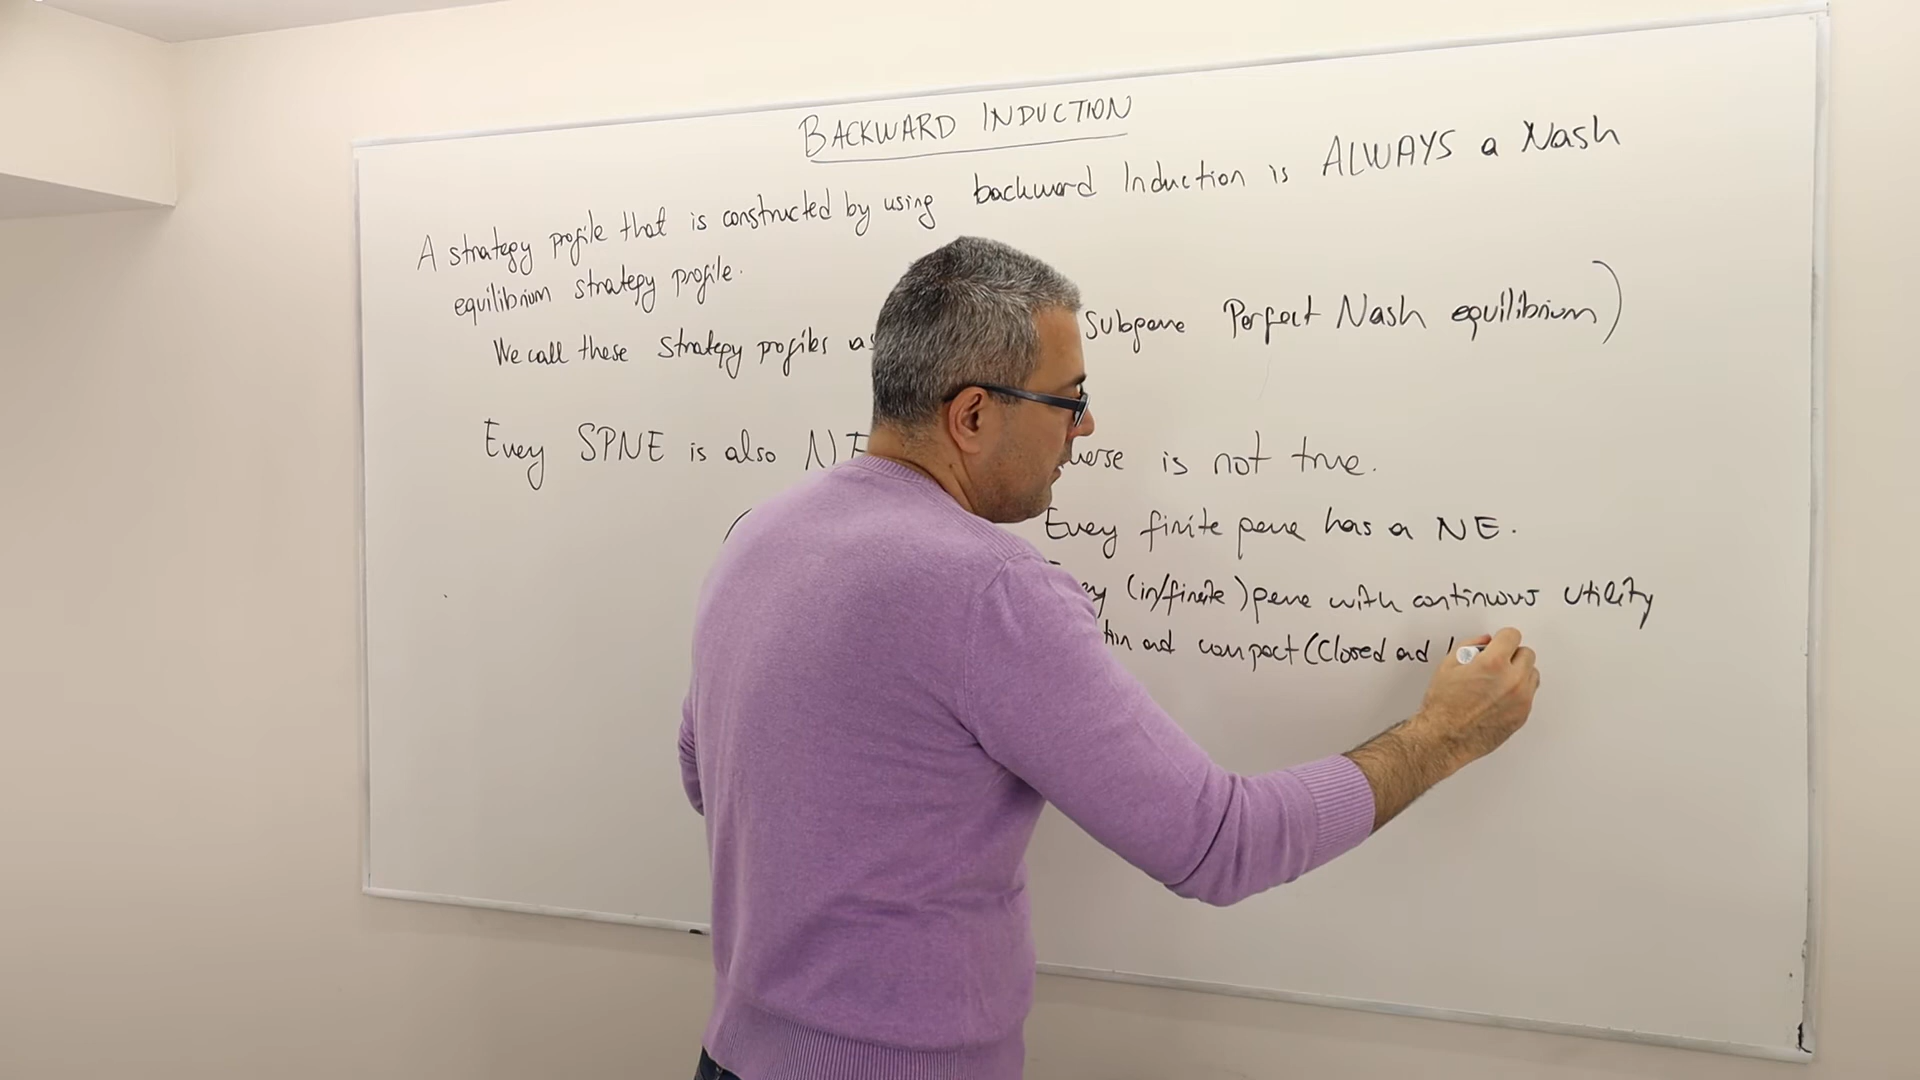 BACKWARD INDUCTION
A strategy profile that is constructed by using backward Induction is ALWAYS a Nash
equilibrium strategy profile.
We call these strategy profiles as Subgame Perfect Nash equilibrium)
Every SPNE is also NE is not true.
Every finite game has a NE.
(in/finite) game with continuous utility
and compact (Closed and